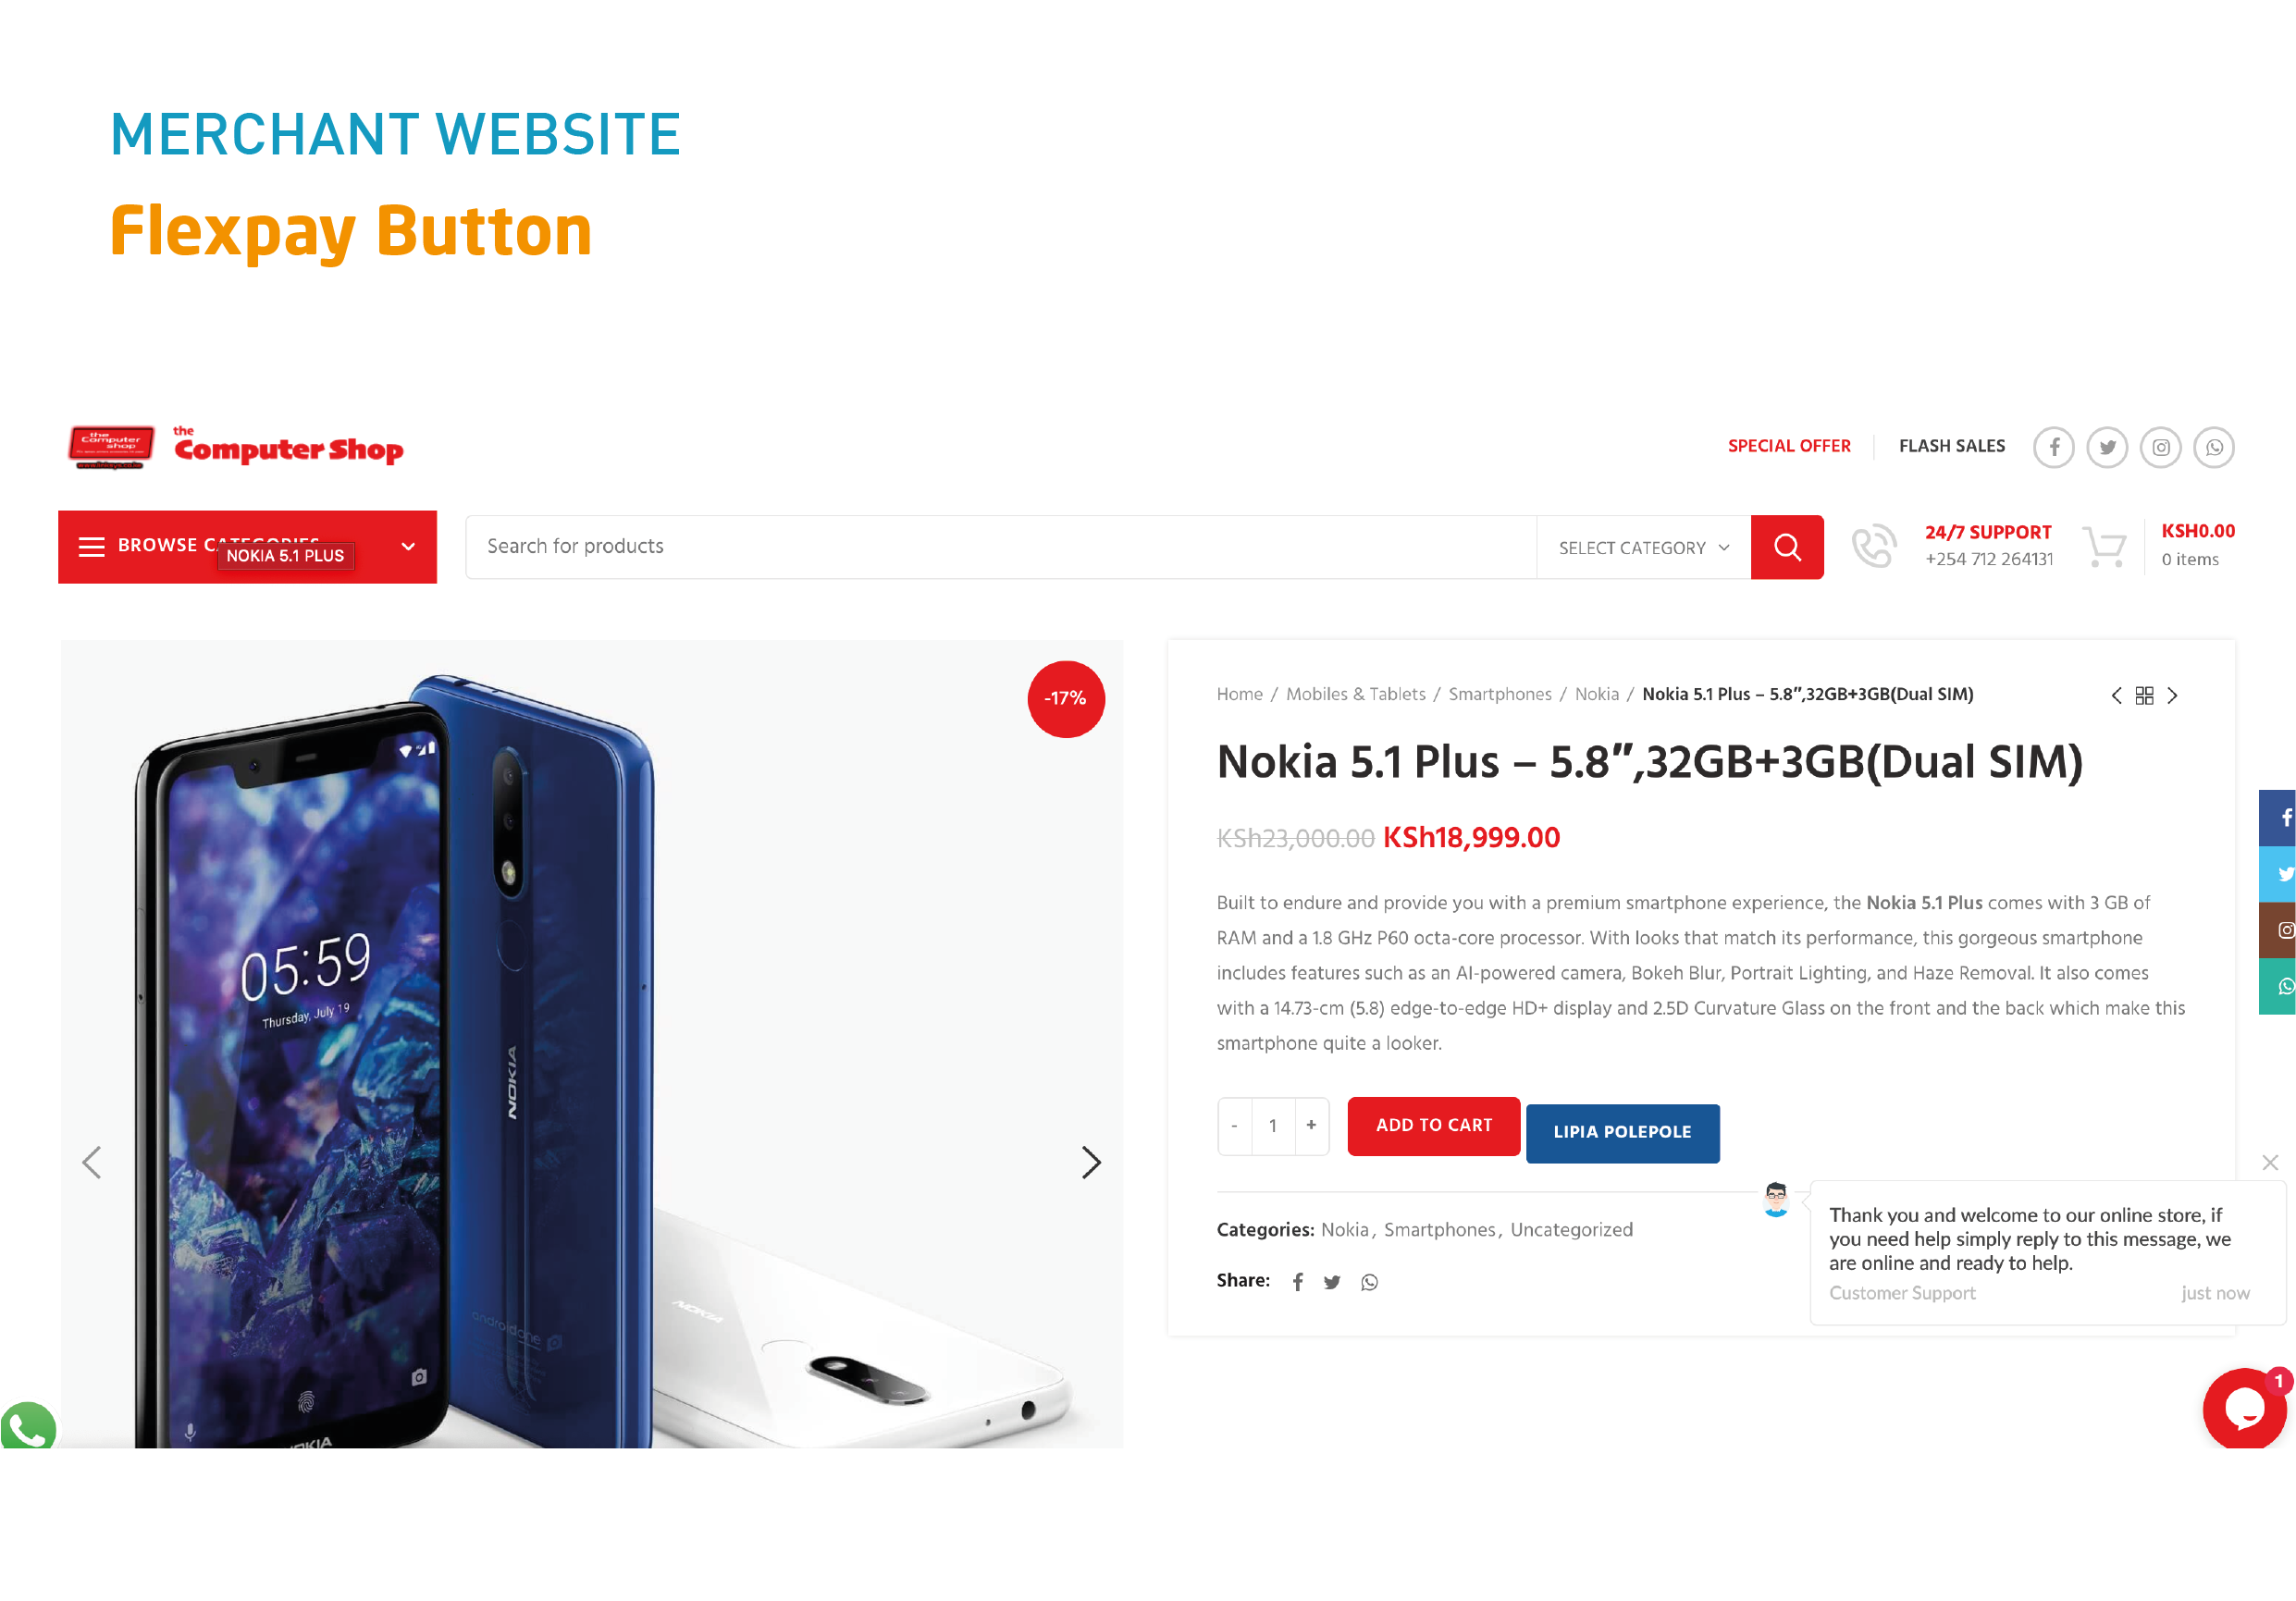 MERCHANT WEBSITE
Flexpay Button
the
Computer
shop
the
Computer Shop
SPECIAL OFFER
FLASH SALES
BROWSE CATEGORIES
NOKIA 5.1 PLUS
Search for products
SELECT CATEGORY
24/7 SUPPORT
+254 712 264131
KSH0.00
0 items
-17%
Home / Mobiles & Tablets / Smartphones / Nokia / Nokia 5.1 Plus – 5.8″,32GB+3GB(Dual SIM)
Nokia 5.1 Plus – 5.8″,32GB+3GB(Dual SIM)
KSh23,000.00 KSh18,999.00
Built to endure and provide you with a premium smartphone experience, the Nokia 5.1 Plus comes with 3 GB of
RAM and a 1.8 GHz P60 octa-core processor. With looks that match its performance, this gorgeous smartphone
includes features such as an AI-powered camera, Bokeh Blur, Portrait Lighting, and Haze Removal. It also comes
with a 14.73-cm (5.8) edge-to-edge HD+ display and 2.5D Curvature Glass on the front and the back which make this
smartphone quite a looker.
- 1 +
ADD TO CART
LIPIA POLEPOLE
Categories: Nokia, Smartphones, Uncategorized
Share:
Thank you and welcome to our online store, if
you need help simply reply to this message, we
are online and ready to help.
Customer Support just now
1
05:59
Thursday, July 19
NOKIA
androidone
NOKIA